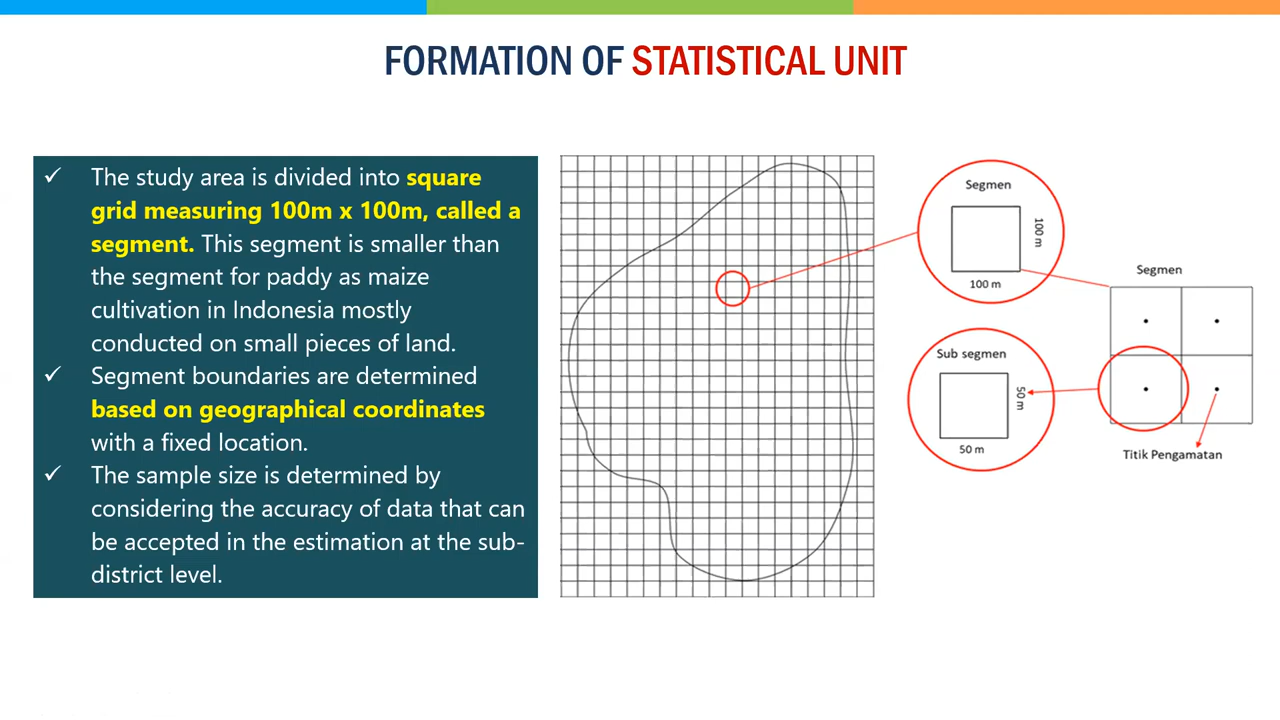 FORMATION OF STATISTICAL UNIT
✓ The study area is divided into square
grid measuring 100m x 100m, called a
segment. This segment is smaller than
the segment for paddy as maize
cultivation in Indonesia mostly
conducted on small pieces of land.
✓ Segment boundaries are determined
based on geographical coordinates
with a fixed location.
✓ The sample size is determined by
considering the accuracy of data that can
be accepted in the estimation at the sub-
district level.
Segmen
100 m
100 m
Segmen
Sub segmen
50 m
50 m
Titik Pengamatan